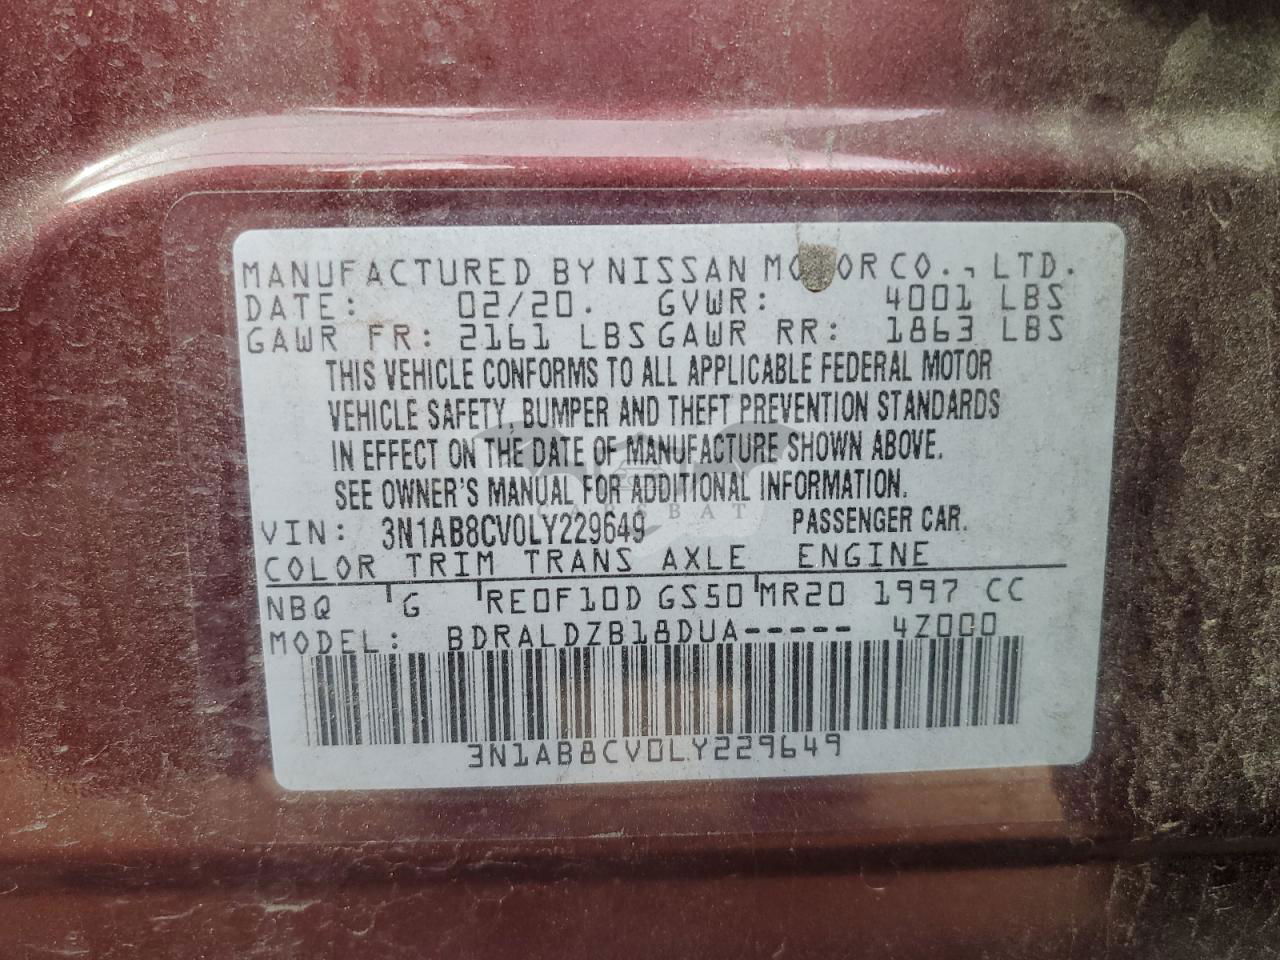 MANUFACTURED BY NISSAN MOTOR CO., LTD.
DATE: 02/20. GVWR: 4001 LBS
GAWR FR: 2161 LBS GAWR RR: 1863 LBS
THIS VEHICLE CONFORMS TO ALL APPLICABLE FEDERAL MOTOR
VEHICLE SAFETY, BUMPER AND THEFT PREVENTION STANDARDS
IN EFFECT ON THE DATE OF MANUFACTURE SHOWN ABOVE.
SEE OWNER'S MANUAL FOR ADDITIONAL INFORMATION.
VIN: 3N1AB8CV0LY229649 PASSENGER CAR.
COLOR TRIM TRANS AXLE ENGINE
NBQ G RE0F10D GS50 MR20 1997 CC
MODEL: BDRALDZB18DUA----- 4Z000
3N1AB8CV0LY229649